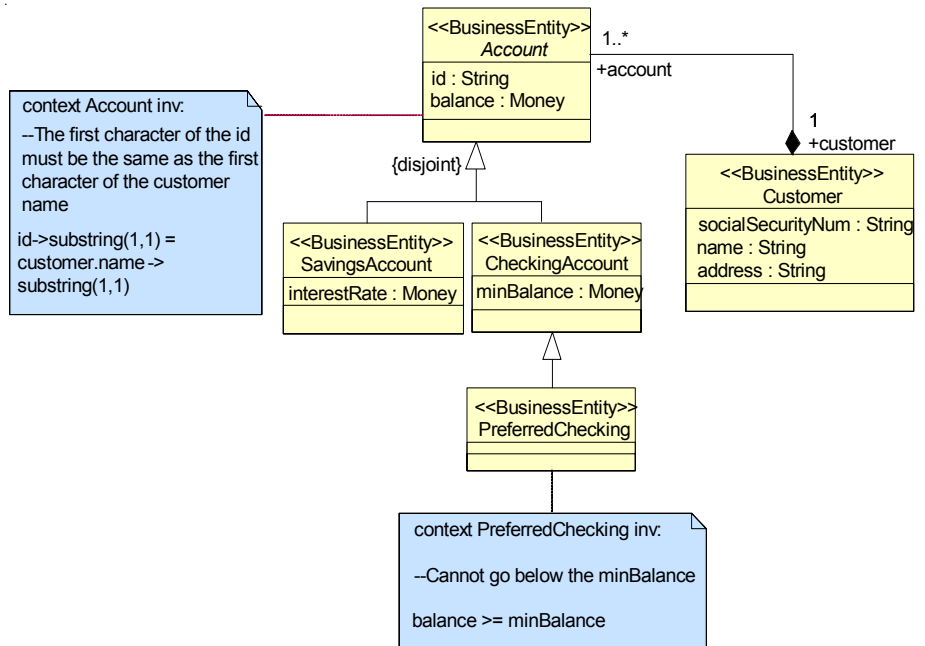 <<BusinessEntity>>
Account
id : String
balance : Money
1..*
+account
context Account inv:
--The first character of the id
must be the same as the first
character of the customer
name
id->substring(1,1) =
customer.name ->
substring(1,1)
{disjoint}
1
+customer
<<BusinessEntity>>
Customer
socialSecurityNum : String
name : String
address : String
<<BusinessEntity>>
SavingsAccount
interestRate : Money
<<BusinessEntity>>
CheckingAccount
minBalance : Money
<<BusinessEntity>>
PreferredChecking
context PreferredChecking inv:
--Cannot go below the minBalance
balance >= minBalance